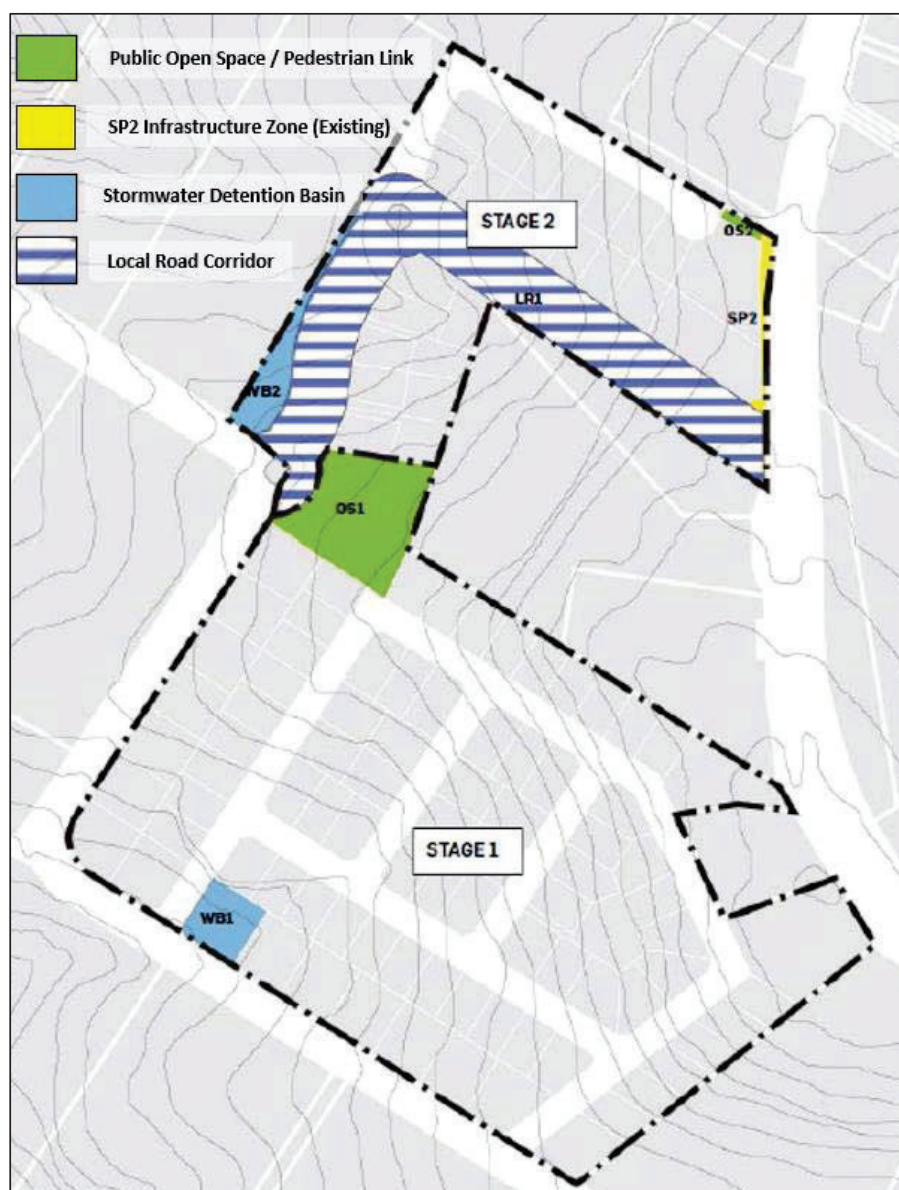 Public Open Space / Pedestrian Link
SP2 Infrastructure Zone (Existing)
Stormwater Detention Basin
Local Road Corridor
STAGE 2
OS2
LR1
SP2
WB2
OS1
STAGE 1
WB1